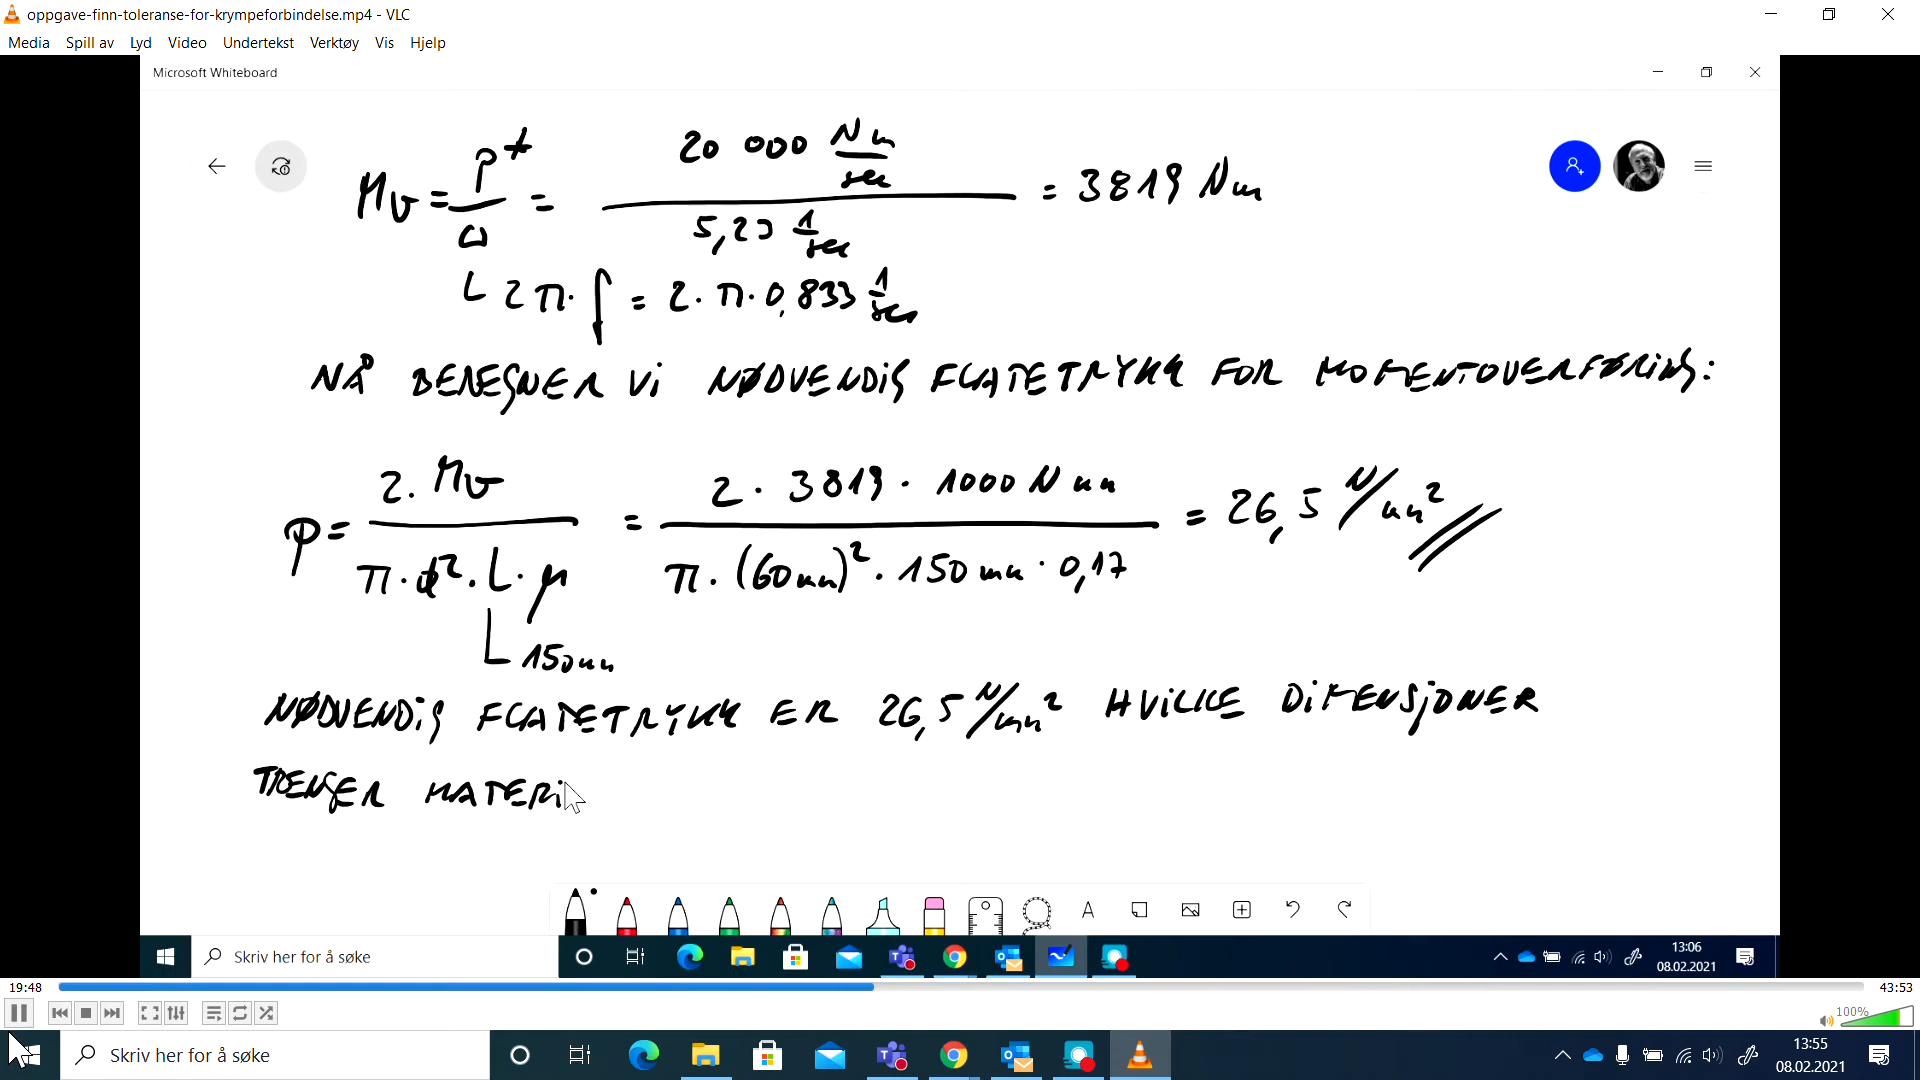 oppgave-finn-toleranse-for-krympeforbindelse.mp4 - VLC
Media Spill av Lyd Video Undertekst Verktøy Vis Hjelp
Microsoft Whiteboard
Mv = P*/ω = 20 000 Nm/sec / 5,23 1/sec = 3819 Nm
2π·f = 2·π·0,833 1/sec
NÅ BEREGNER Vi NØDVENDIG FLATETRYKK FOR MOMENTOVERFØRING:
p = 2·Mv / π·d²·L·μ = 2·3819·1000 Nmm / π·(60mm)²·150mm·0,17 = 26,5 N/mm²
150mm
NØDVENDIG FLATETRYKK ER 26,5 N/mm² HVILKE DIMENSJONER
TRENGER MATERi
A
Skriv her for å søke
13:06
08.02.2021
19:48
43:53
100%
Skriv her for å søke
13:55
08.02.2021